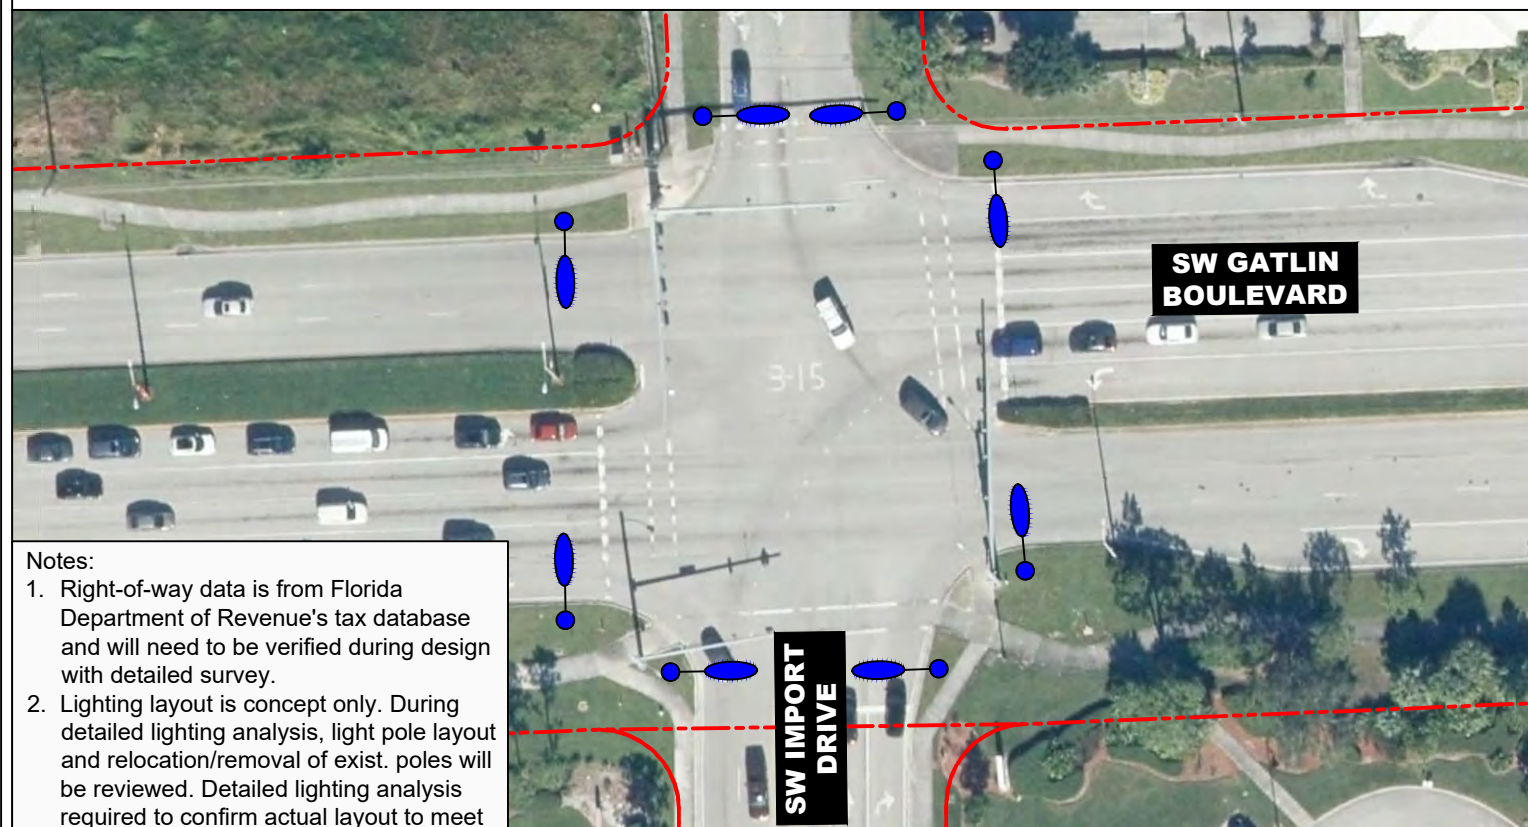 SW GATLIN
BOULEVARD
3-15
Notes:
1. Right-of-way data is from Florida
Department of Revenue's tax database
and will need to be verified during design
with detailed survey.
2. Lighting layout is concept only. During
detailed lighting analysis, light pole layout
and relocation/removal of exist. poles will
be reviewed. Detailed lighting analysis
required to confirm actual layout to meet
SW IMPORT
DRIVE